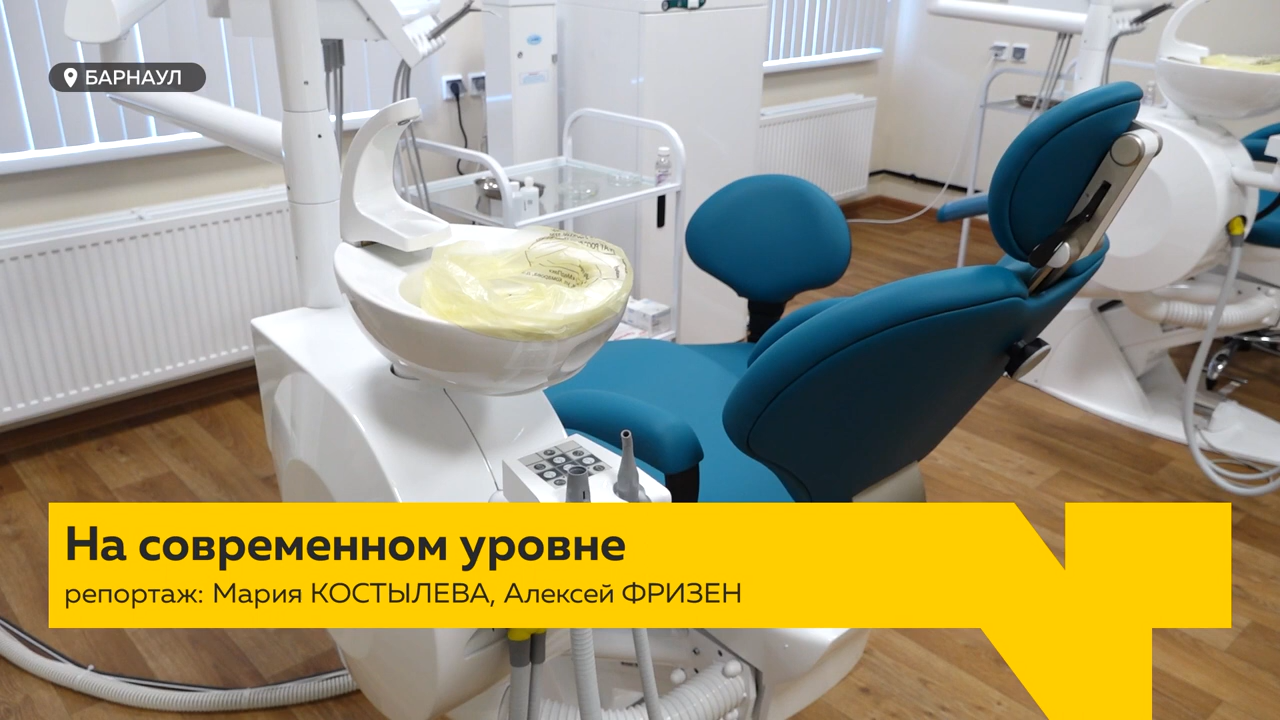 БАРНАУЛ
На современном уровне
репортаж: Мария КОСТЫЛЕВА, Алексей ФРИЗЕН